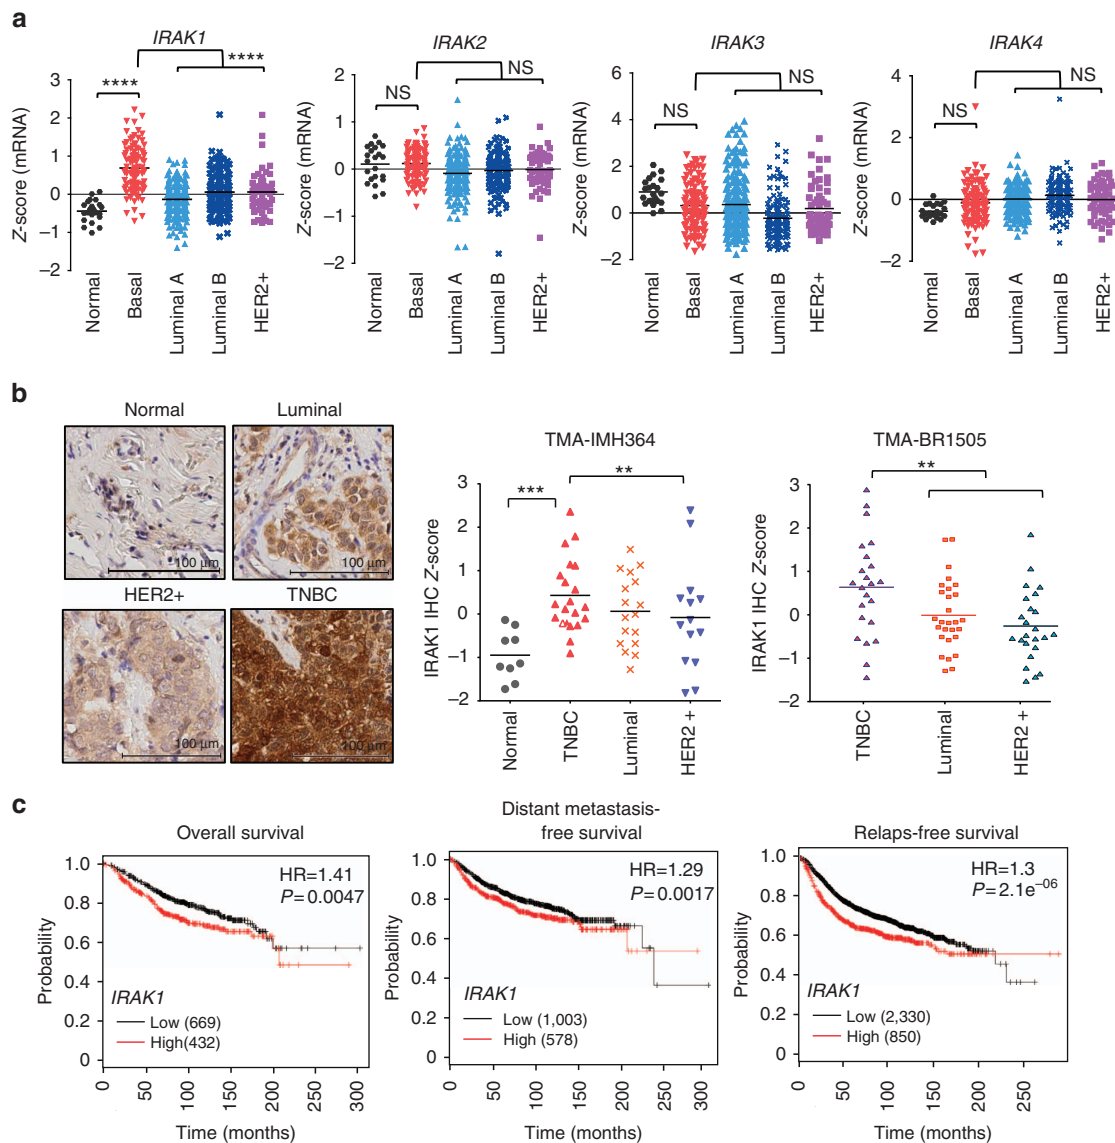 a
IRAK1
IRAK2
IRAK3
IRAK4
Z-score (mRNA)
3
2
1
0
−1
−2
****
****
Normal
Basal
Luminal A
Luminal B
HER2+
Z-score (mRNA)
2
1
0
−1
−2
NS
NS
Normal
Basal
Luminal A
Luminal B
HER2+
Z-score (mRNA)
6
4
2
0
−2
NS
NS
Normal
Basal
Luminal A
Luminal B
HER2+
Z-score (mRNA)
4
2
0
−2
NS
NS
Normal
Basal
Luminal A
Luminal B
HER2+
b
Normal
Luminal
100 μm
100 μm
HER2+
TNBC
100 μm
100 μm
TMA-IMH364
IRAK1 IHC Z-score
3
2
1
0
−1
−2
***
**
Normal
TNBC
Luminal
HER2 +
TMA-BR1505
IRAK1 IHC Z-score
3
2
1
0
−1
−2
**
TNBC
Luminal
HER2 +
c
Overall survival
Probability
1.0
0.8
0.6
0.4
0.2
0
HR=1.41
P=0.0047
IRAK1
Low (669)
High(432)
0
50
100
150
200
250
300
Time (months)
Distant metastasis-
free survival
Probability
1.0
0.8
0.6
0.4
0.2
0
HR=1.29
P=0.0017
IRAK1
Low (1,003)
High (578)
0
50
100
150
200
250
300
Time (months)
Relaps-free survival
Probability
1.0
0.8
0.6
0.4
0.2
0
HR=1.3
P=2.1e−06
IRAK1
Low (2,330)
High (850)
0
50
100
150
200
250
Time (months)